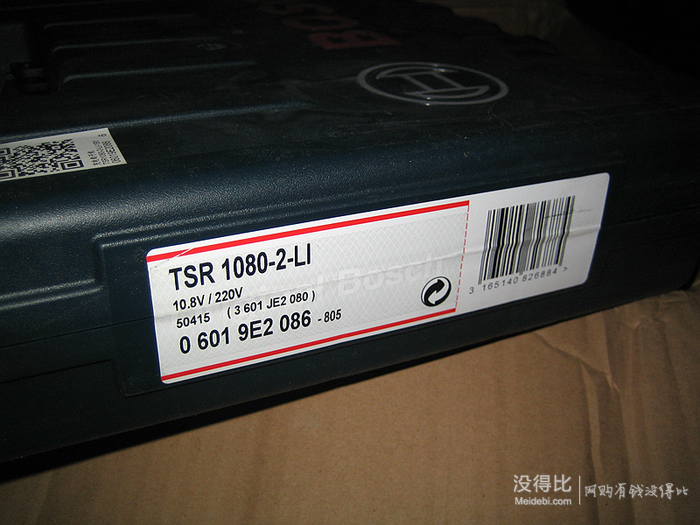 BOS
TSR 1080-2-LI
10.8V / 220V
50415 ( 3 601 JE2 080 )
0 601 9E2 086 - 805
3 165140 826884 >
没得比
Meidebi.com
网购有钱没得比